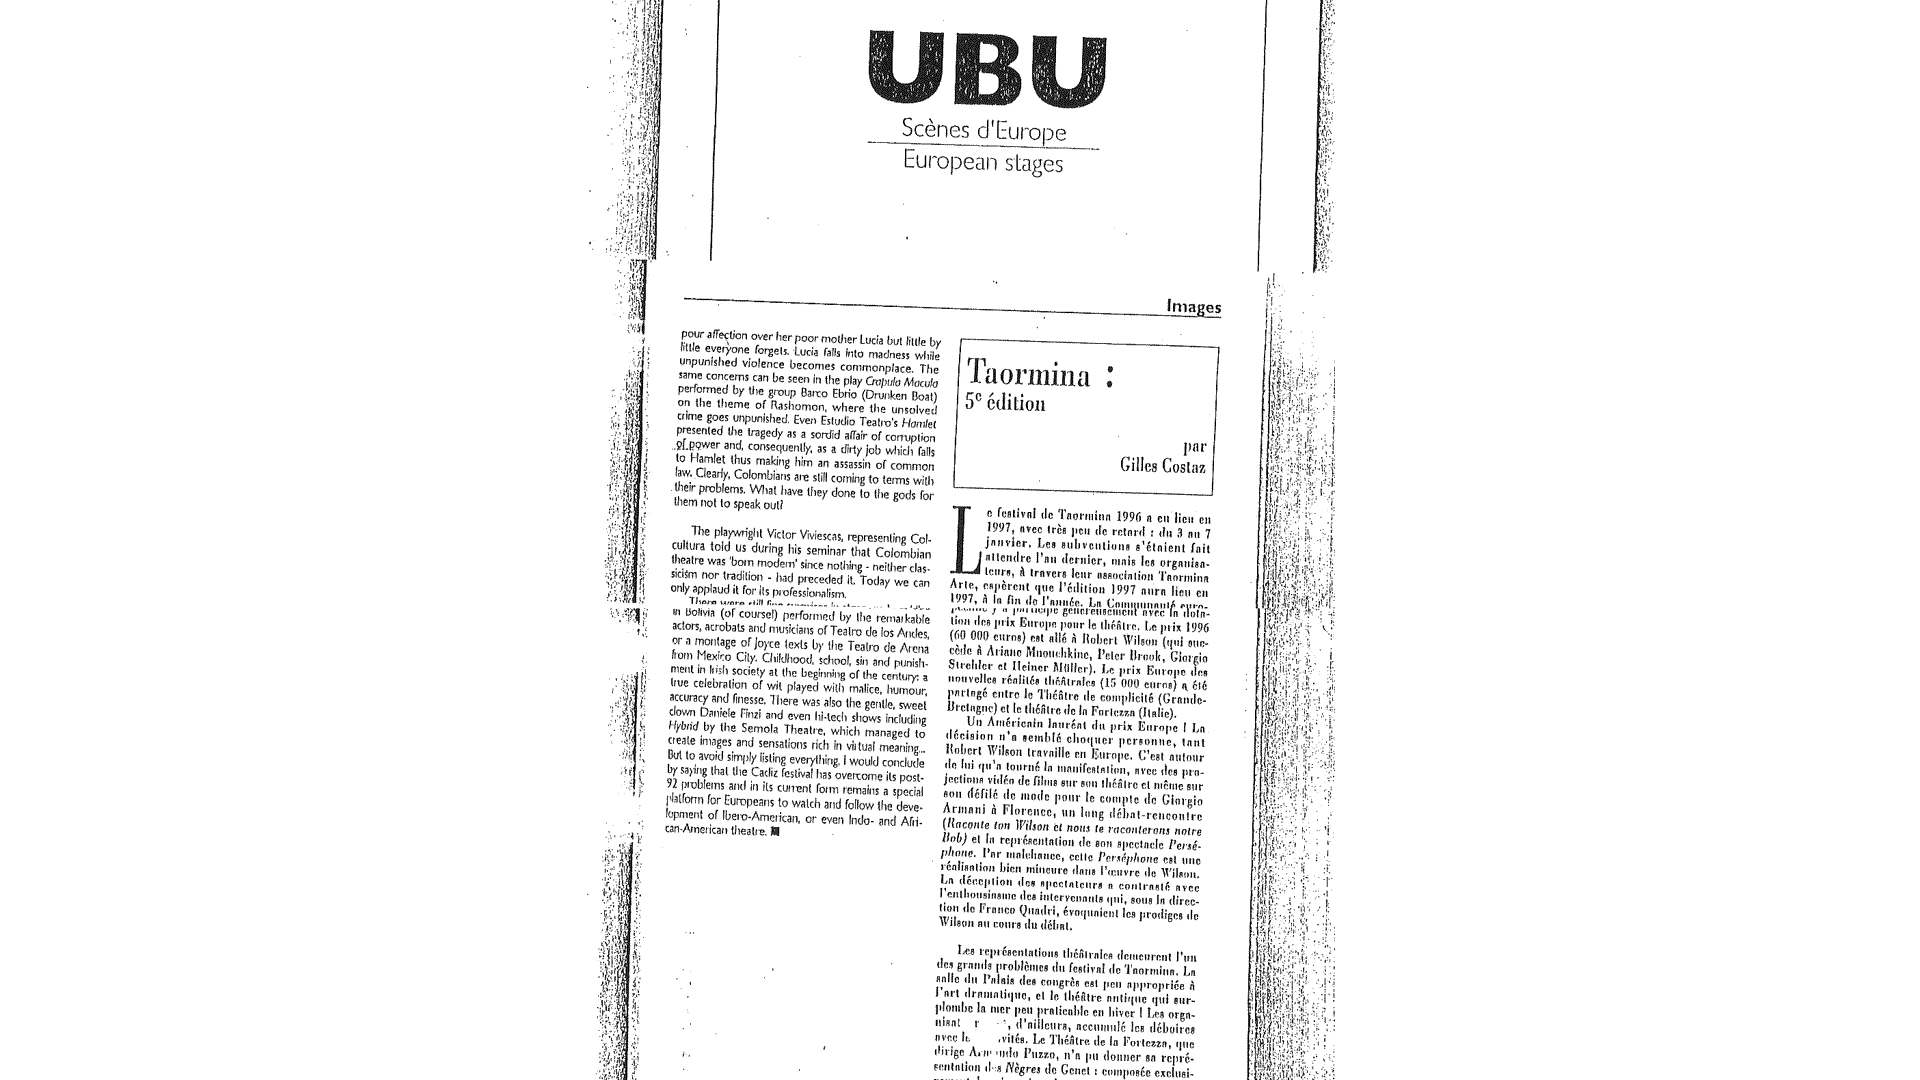 UBU
Scènes d'Europe
European stages
Images
pour affection over her poor mother Lucia but little by
little everyone forgets. Lucia falls into madness while
unpunished violence becomes commonplace. The
same concerns can be seen in the play Crapula Macula
performed by the group Barco Ebrio (Drunken Boat)
on the theme of Rashomon, where the unsolved
crime goes unpunished. Even Estudio Teatro's Hamlet
presented the tragedy as a sordid affair of corruption
of power and, consequently, as a dirty job which falls
to Hamlet thus making him an assassin of common
law. Clearly, Colombians are still coming to terms with
their problems. What have they done to the gods for
them not to speak out?
The playwright Victor Viviescas, representing Col-
cultura told us during his seminar that Colombian
theatre was 'born modern' since nothing - neither clas-
sicism nor tradition - had preceded it. Today we can
only applaud it for its professionalism.
There were still fine
in Bolivia (of course!) performed by the remarkable
actors, acrobats and musicians of Teatro de los Andes,
or a montage of Joyce texts by the Teatro de Arena
from Mexico City. Childhood, school, sin and punish-
ment in Irish society at the beginning of the century: a
true celebration of wit played with malice, humour,
accuracy and finesse. There was also the gentle, sweet
clown Daniele Finzi and even hi-tech shows including
Hybrid by the Semola Theatre, which managed to
create images and sensations rich in virtual meaning...
But to avoid simply listing everything, I would conclude
by saying that the Cadiz festival has overcome its post-
92 problems and in its current form remains a special
platform for Europeans to watch and follow the deve-
lopment of Ibero-American, or even Indo- and Afri-
can-American theatre. ■
Taormina :
5e édition
par
Gilles Costaz
Le festival de Taormina 1996 a eu lieu en
1997, avec très peu de retard : du 3 au 7
janvier. Les subventions s'étaient fait
attendre l'an dernier, mais les organisa-
teurs, à travers leur association Taormina
Arte, espèrent que l'édition 1997 aura lieu en
1997, à la fin de l'année. La Communauté euro-
péenne y a participé généreusement avec la dota-
tion des prix Europe pour le théâtre. Le prix 1996
(60 000 euros) est allé à Robert Wilson (qui suc-
cède à Ariane Mnouchkine, Peter Brook, Giorgio
Strehler et Heiner Müller). Le prix Europe des
nouvelles réalités théâtrales (15 000 euros) a été
partagé entre le Théâtre de complicité (Grande-
Bretagne) et le théâtre de la Fortezza (Italie).
Un Américain lauréat du prix Europe ! La
décision n'a semblé choquer personne, tant
Robert Wilson travaille en Europe. C'est autour
de lui qu'a tourné la manifestation, avec des pro-
jections vidéo de films sur son théâtre et même sur
son défilé de mode pour le compte de Giorgio
Armani à Florence, un long débat-rencontre
(Raconte ton Wilson et nous te raconterons notre
Bob) et la représentation de son spectacle Persé-
phone. Par malchance, cette Perséphone est une
réalisation bien mineure dans l'œuvre de Wilson.
La déception des spectateurs a contrasté avec
l'enthousiasme des intervenants qui, sous la direc-
tion de Franco Quadri, évoquaient les prodiges de
Wilson au cours du débat.
Les représentations théâtrales demeurent l'un
des grands problèmes du festival de Taormina. La
salle du Palais des congrès est peu appropriée à
l'art dramatique, et le théâtre antique qui sur-
plombe la mer peu praticable en hiver ! Les orga-
d'ailleurs, accumulé les déboires
avec
Le Théâtre de la Fortezza, que
dirige Puzzo, n'a pu donner sa repré-
sentation des Nègres de Genet : composée exclusi-